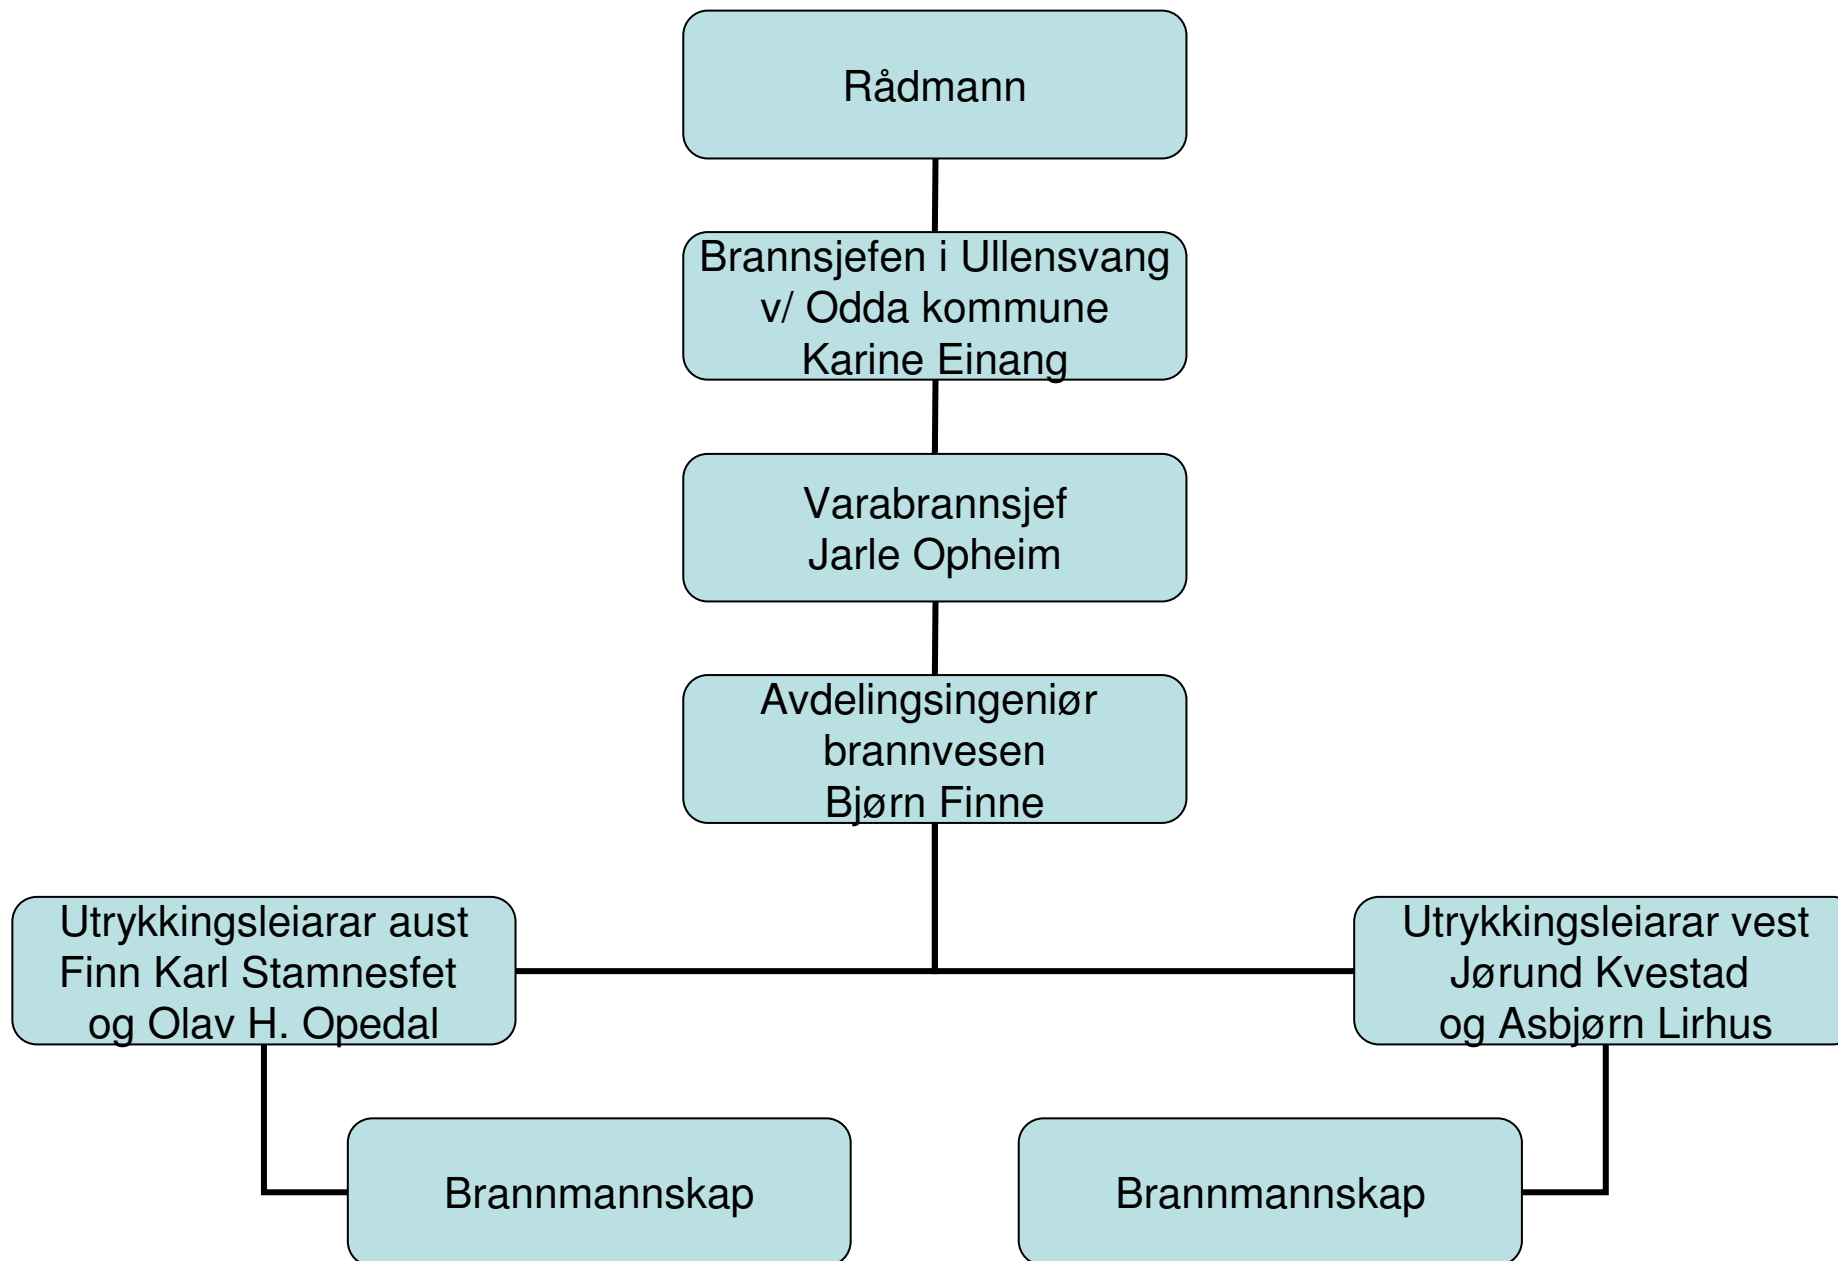 Rådmann
Brannsjefen i Ullensvang
v/ Odda kommune
Karine Einang
Varabrannsjef
Jarle Opheim
Avdelingsingeniør
brannvesen
Bjørn Finne
Utrykkingsleiarar aust
Finn Karl Stamnesfet
og Olav H. Opedal
Utrykkingsleiarar vest
Jørund Kvestad
og Asbjørn Lirhus
Brannmannskap
Brannmannskap